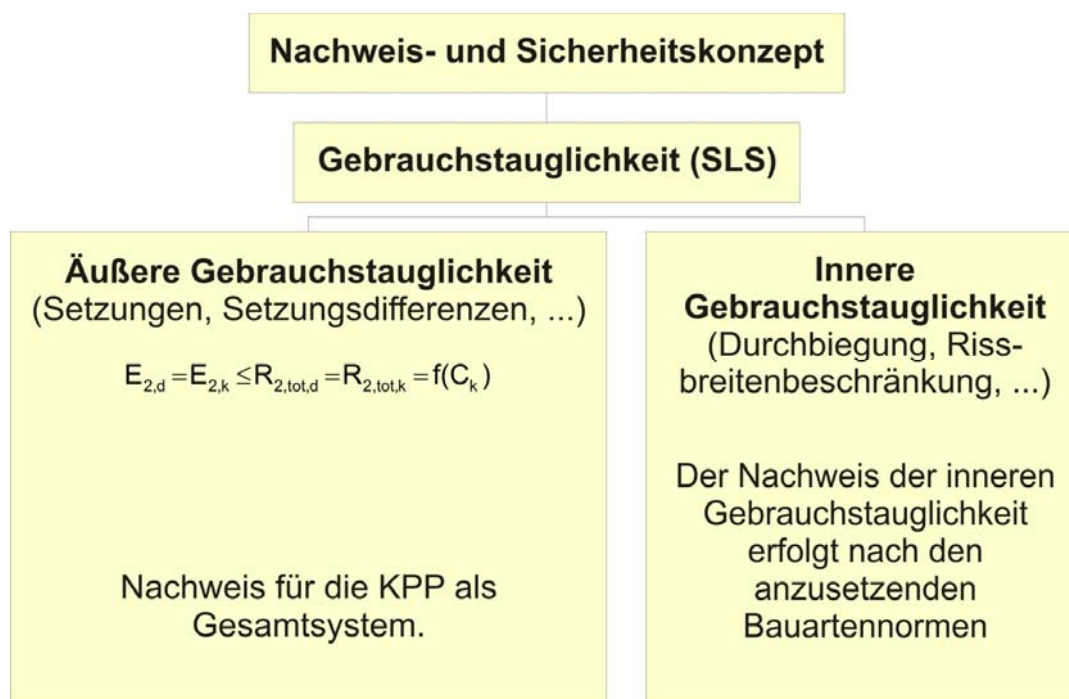 Nachweis- und Sicherheitskonzept
Gebrauchstauglichkeit (SLS)
Äußere Gebrauchstauglichkeit
(Setzungen, Setzungsdifferenzen, ...)
E2,d = E2,k ≤ R2,tot,d = R2,tot,k = f(Ck)
Nachweis für die KPP als
Gesamtsystem.
Innere
Gebrauchstauglichkeit
(Durchbiegung, Riss-
breitenbeschränkung, ...)
Der Nachweis der inneren
Gebrauchstauglichkeit
erfolgt nach den
anzusetzenden
Bauartennormen